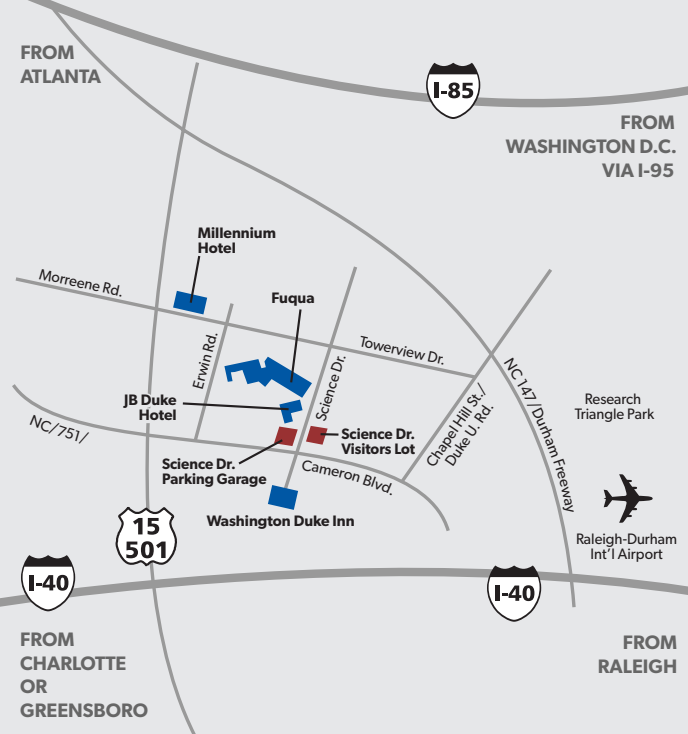 FROM
ATLANTA
I-85
FROM
WASHINGTON D.C.
VIA I-95
Millennium
Hotel
Morreene Rd.
Fuqua
Towerview Dr.
Erwin Rd.
Science Dr.
JB Duke
Hotel
NC/751/
Science Dr.
Visitors Lot
Science Dr.
Parking Garage
Cameron Blvd.
Chapel Hill St./
Duke U. Rd.
NC 147/Durham Freeway
Research
Triangle Park
Washington Duke Inn
15
501
Raleigh-Durham
Int'l Airport
I-40
I-40
FROM
CHARLOTTE
OR
GREENSBORO
FROM
RALEIGH